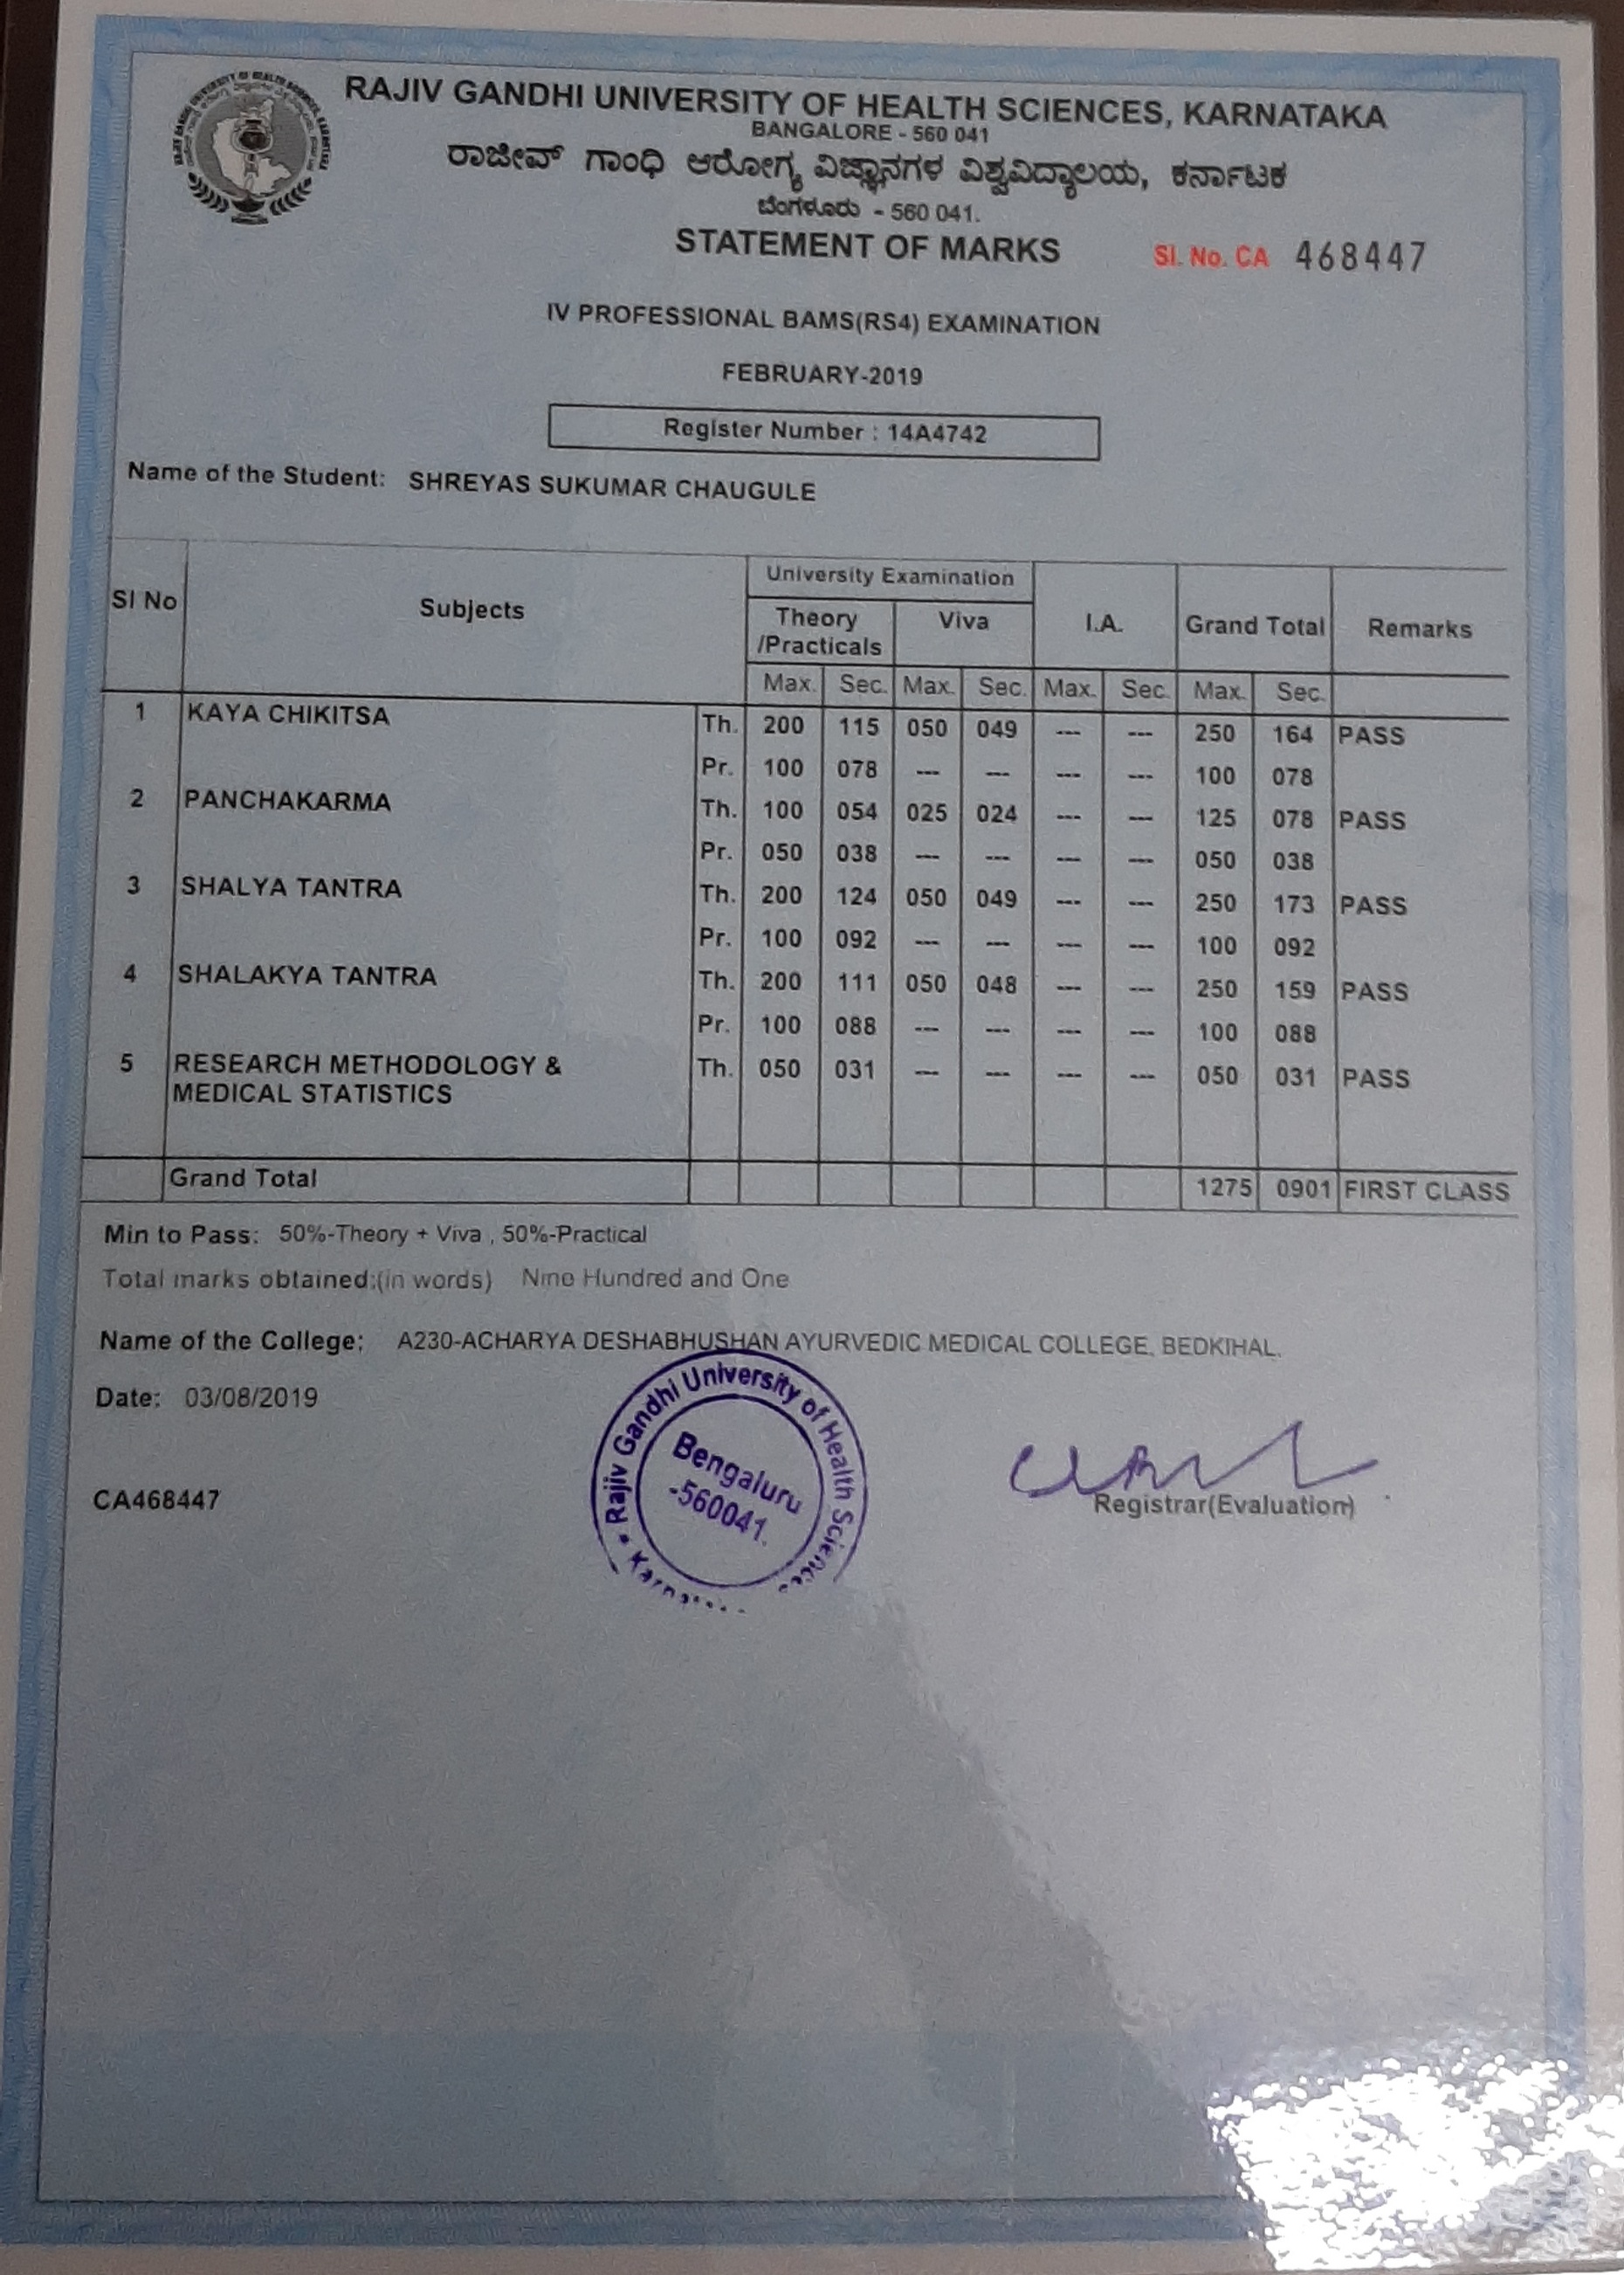 RAJIV GANDHI UNIVERSITY OF HEALTH SCIENCES, KARNATAKA
BANGALORE - 560 041
ರಾಜೀವ್ ಗಾಂಧಿ ಆರೋಗ್ಯ ವಿಜ್ಞಾನಗಳ ವಿಶ್ವವಿದ್ಯಾಲಯ, ಕರ್ನಾಟಕ
ಬೆಂಗಳೂರು - 560 041.
STATEMENT OF MARKS
Sl. No. CA 468447
IV PROFESSIONAL BAMS(RS4) EXAMINATION
FEBRUARY-2019
Register Number : 14A4742
Name of the Student: SHREYAS SUKUMAR CHAUGULE
Sl No Subjects University Examination I.A. Grand Total Remarks
Theory /Practicals Viva
Max. Sec. Max. Sec. Max. Sec. Max. Sec.
1 KAYA CHIKITSA Th. 200 115 050 049 --- --- 250 164 PASS
Pr. 100 078 --- --- --- --- 100 078
2 PANCHAKARMA Th. 100 054 025 024 --- --- 125 078 PASS
Pr. 050 038 --- --- --- --- 050 038
3 SHALYA TANTRA Th. 200 124 050 049 --- --- 250 173 PASS
Pr. 100 092 --- --- --- --- 100 092
4 SHALAKYA TANTRA Th. 200 111 050 048 --- --- 250 159 PASS
Pr. 100 088 --- --- --- --- 100 088
5 RESEARCH METHODOLOGY & Th. 050 031 --- --- --- --- 050 031 PASS
MEDICAL STATISTICS
Grand Total 1275 0901 FIRST CLASS
Min to Pass: 50%-Theory + Viva , 50%-Practical
Total marks obtained:(in words) Nine Hundred and One
Name of the College: A230-ACHARYA DESHABHUSHAN AYURVEDIC MEDICAL COLLEGE, BEDKIHAL.
Date: 03/08/2019
Rajiv Gandhi University of Health Sciences
Bengaluru
-560041.
CA468447
Registrar(Evaluation)